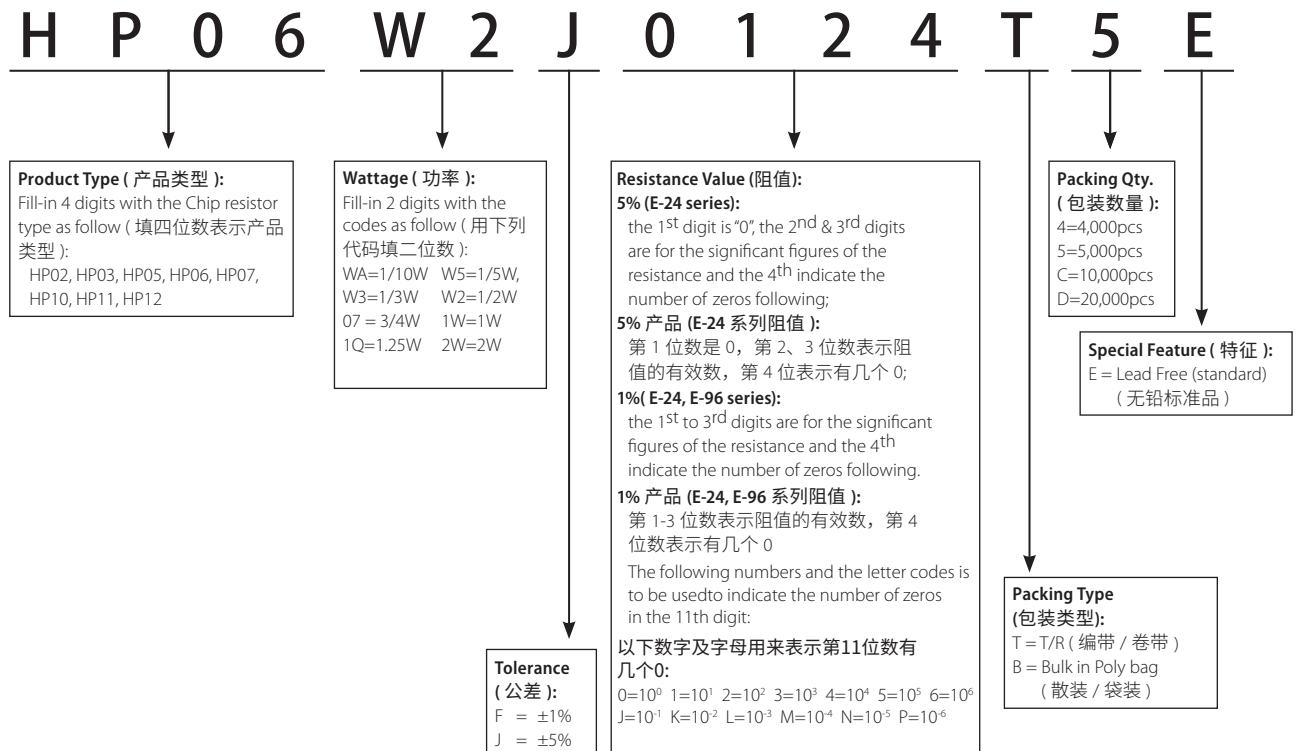 H P 0 6 W 2 J 0 1 2 4 T 5 E
Product Type ( 产品类型 ):
Fill-in 4 digits with the Chip resistor
type as follow ( 填四位数表示产品
类型 ):
HP02, HP03, HP05, HP06, HP07,
HP10, HP11, HP12
Wattage ( 功率 ):
Fill-in 2 digits with the
codes as follow ( 用下列
代码填二位数 ):
WA=1/10W W5=1/5W,
W3=1/3W W2=1/2W
07 = 3/4W 1W=1W
1Q=1.25W 2W=2W
Tolerance
( 公差 ):
F = ±1%
J = ±5%
Resistance Value (阻值):
5% (E-24 series):
the 1st digit is “0”, the 2nd & 3rd digits
are for the significant figures of the
resistance and the 4th indicate the
number of zeros following;
5% 产品 (E-24 系列阻值 ):
第 1 位数是 0，第 2、3 位数表示阻
值的有效数，第 4 位表示有几个 0;
1%( E-24, E-96 series):
the 1st to 3rd digits are for the significant
figures of the resistance and the 4th
indicate the number of zeros following.
1% 产品 (E-24, E-96 系列阻值 ):
第 1-3 位数表示阻值的有效数，第 4
位数表示有几个 0
The following numbers and the letter codes is
to be usedto indicate the number of zeros
in the 11th digit:
以下数字及字母用来表示第11位数有
几个0:
0=10⁰ 1=10¹ 2=10² 3=10³ 4=10⁴ 5=10⁵ 6=10⁶
J=10⁻¹ K=10⁻² L=10⁻³ M=10⁻⁴ N=10⁻⁵ P=10⁻⁶
Packing Type
(包装类型):
T = T/R ( 编带 / 卷带 )
B = Bulk in Poly bag
( 散装 / 袋装 )
Packing Qty.
( 包装数量 ):
4=4,000pcs
5=5,000pcs
C=10,000pcs
D=20,000pcs
Special Feature ( 特征 ):
E = Lead Free (standard)
( 无铅标准品 )